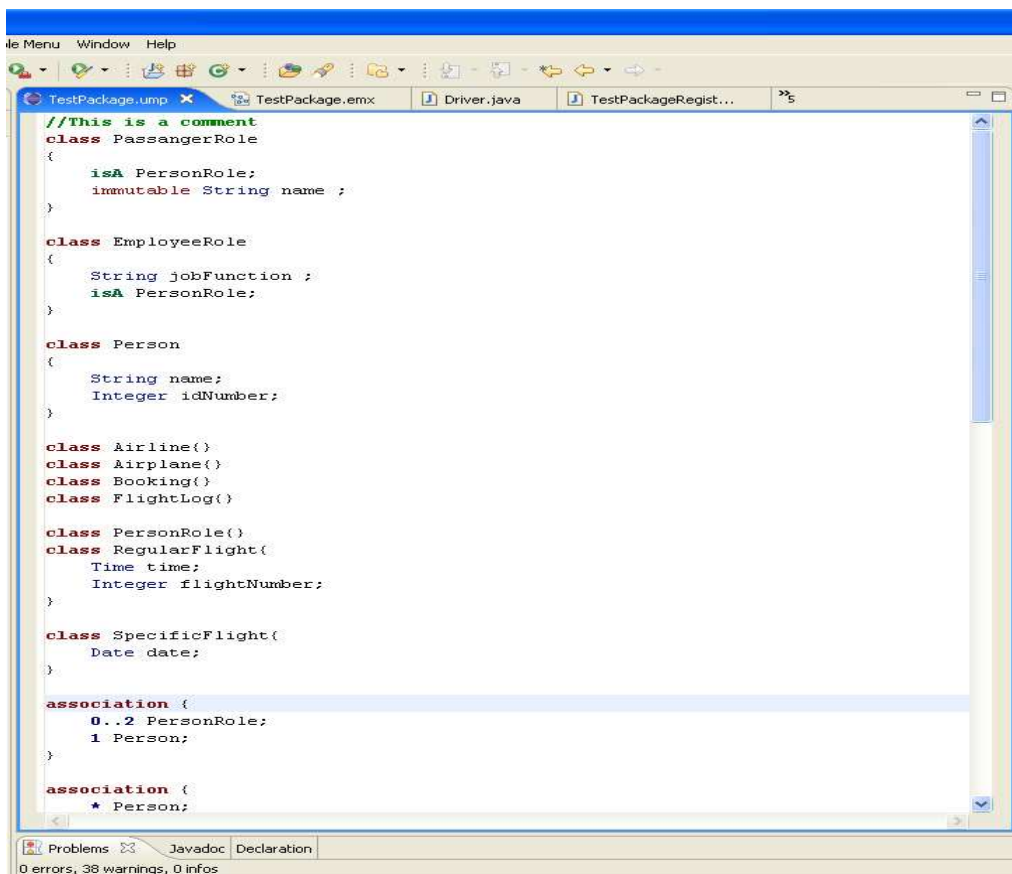 le Menu Window Help
TestPackage.ump TestPackage.emx Driver.java TestPackageRegist... »5
//This is a comment
class PassangerRole
{
isA PersonRole;
immutable String name ;
}
class EmployeeRole
{
String jobFunction ;
isA PersonRole;
}
class Person
{
String name;
Integer idNumber;
}
class Airline{}
class Airplane{}
class Booking{}
class FlightLog{}
class PersonRole{}
class RegularFlight{
Time time;
Integer flightNumber;
}
class SpecificFlight{
Date date;
}
association {
0..2 PersonRole;
1 Person;
}
association {
* Person;
Problems Javadoc Declaration
0 errors, 38 warnings, 0 infos